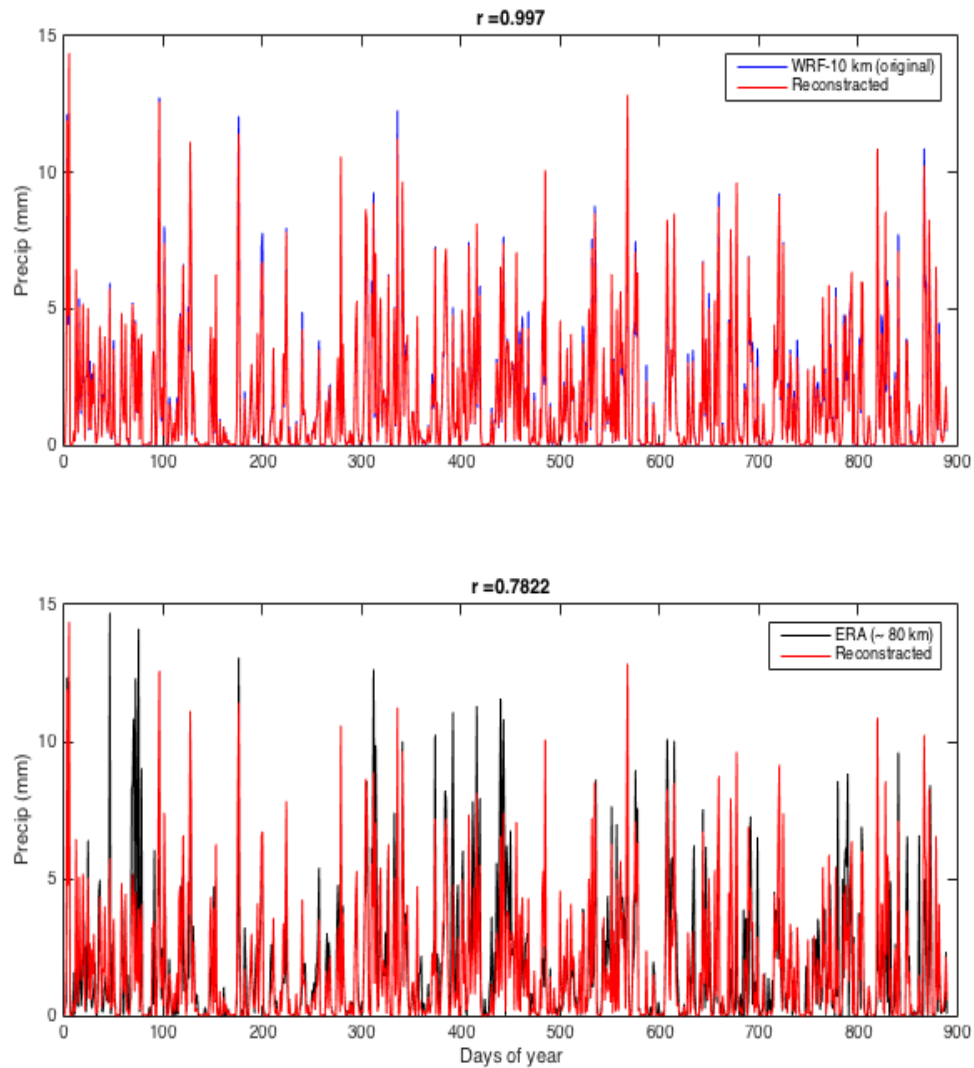 r =0.997
Precip (mm)
15
10
5
0
WRF-10 km (original)
Reconstracted
0 100 200 300 400 500 600 700 800 900
r =0.7822
Precip (mm)
15
10
5
0
ERA (~ 80 km)
Reconstracted
0 100 200 300 400 500 600 700 800 900
Days of year